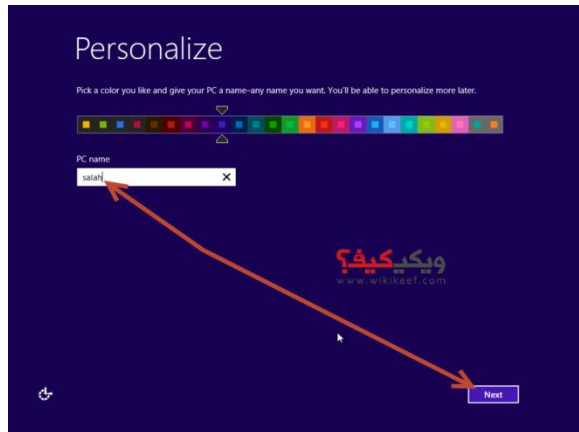 Personalize
Pick a color you like and give your PC a name–any name you want. You'll be able to personalize more later.
PC name
salah
ويكيكيف؟
www.wikikeef.com
Next